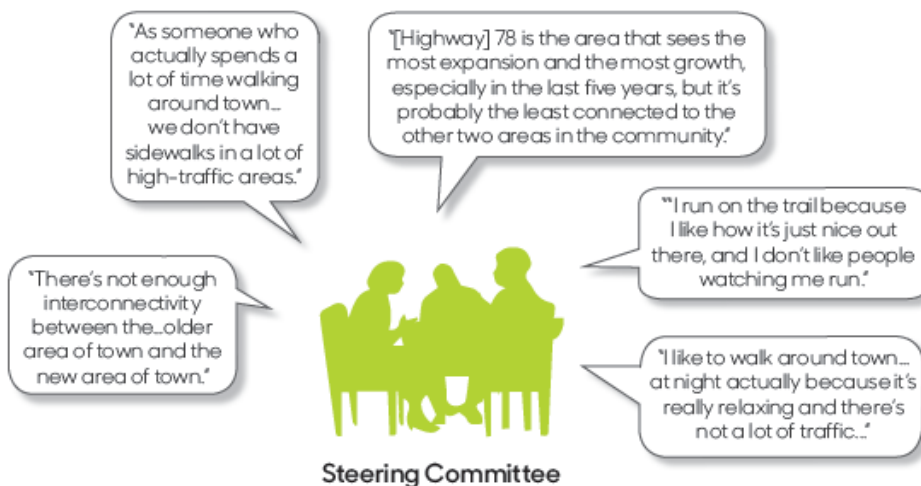 "As someone who
actually spends a
lot of time walking
around town...
we don't have
sidewalks in a lot of
high-traffic areas."
"[Highway] 78 is the area that sees the
most expansion and the most growth,
especially in the last five years, but it's
probably the least connected to the
other two areas in the community."
"There's not enough
interconnectivity
between the...older
area of town and the
new area of town."
""I run on the trail because
I like how it's just nice out
there, and I don't like people
watching me run."
"I like to walk around town...
at night actually because it's
really relaxing and there's
not a lot of traffic..."
Steering Committee